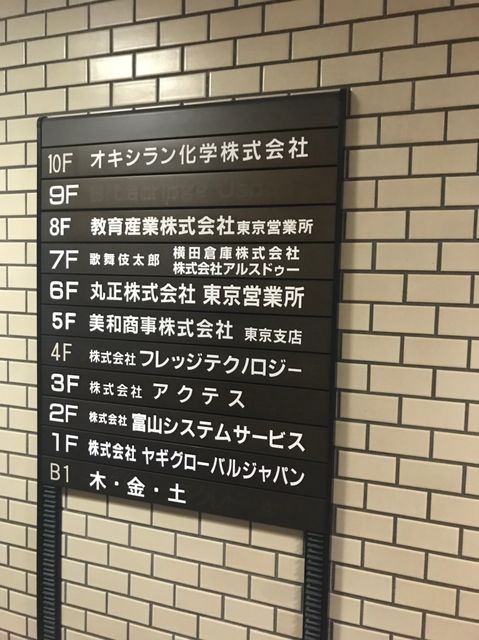 10F オキシラン化学株式会社
9F
8F 教育産業株式会社 東京営業所
7F 歌舞伎太郎 横田倉庫株式会社
株式会社アルスドゥー
6F 丸正株式会社 東京営業所
5F 美和商事株式会社 東京支店
4F 株式会社 フレッジテクノロジー
3F 株式会社 アクテス
2F 株式会社 富山システムサービス
1F 株式会社 ヤギグローバルジャパン
B1 木・金・土